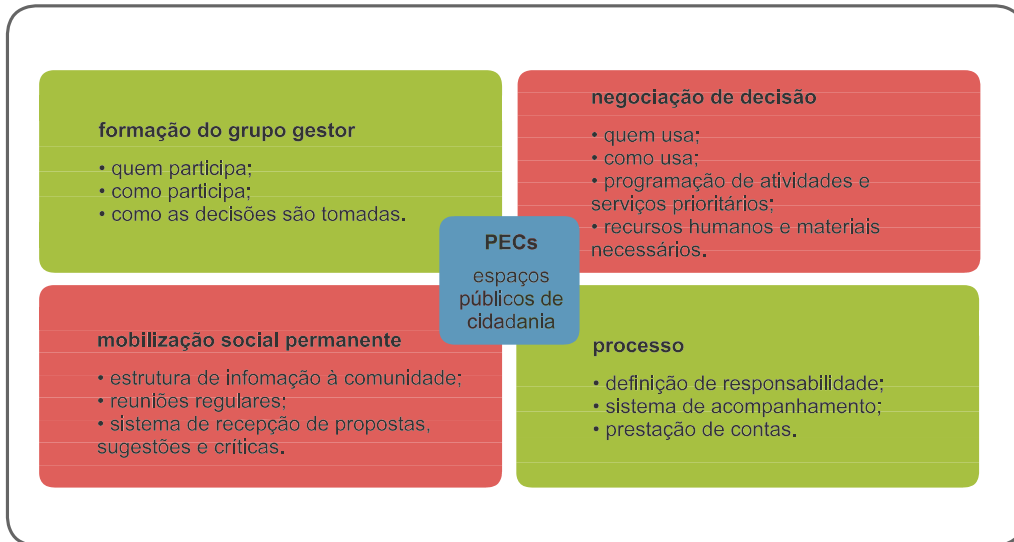 formação do grupo gestor
• quem participa;
• como participa;
• como as decisões são tomadas.
negociação de decisão
• quem usa;
• como usa;
• programação de atividades e
serviços prioritários;
• recursos humanos e materiais
necessários.
PECs
espaços
públicos de
cidadania
mobilização social permanente
• estrutura de infomação à comunidade;
• reuniões regulares;
• sistema de recepção de propostas,
sugestões e críticas.
processo
• definição de responsabilidade;
• sistema de acompanhamento;
• prestação de contas.